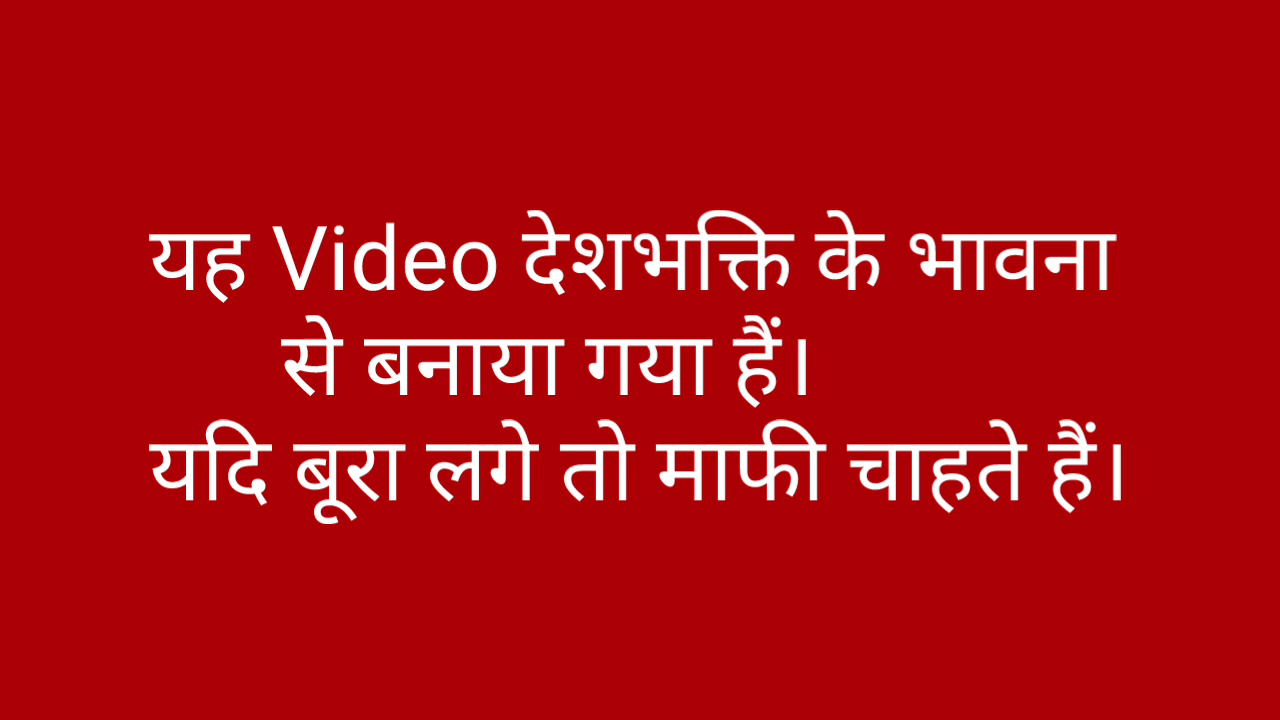 यह Video देशभक्ति के भावना
से बनाया गया हैं।
यदि बूरा लगे तो माफी चाहते हैं।